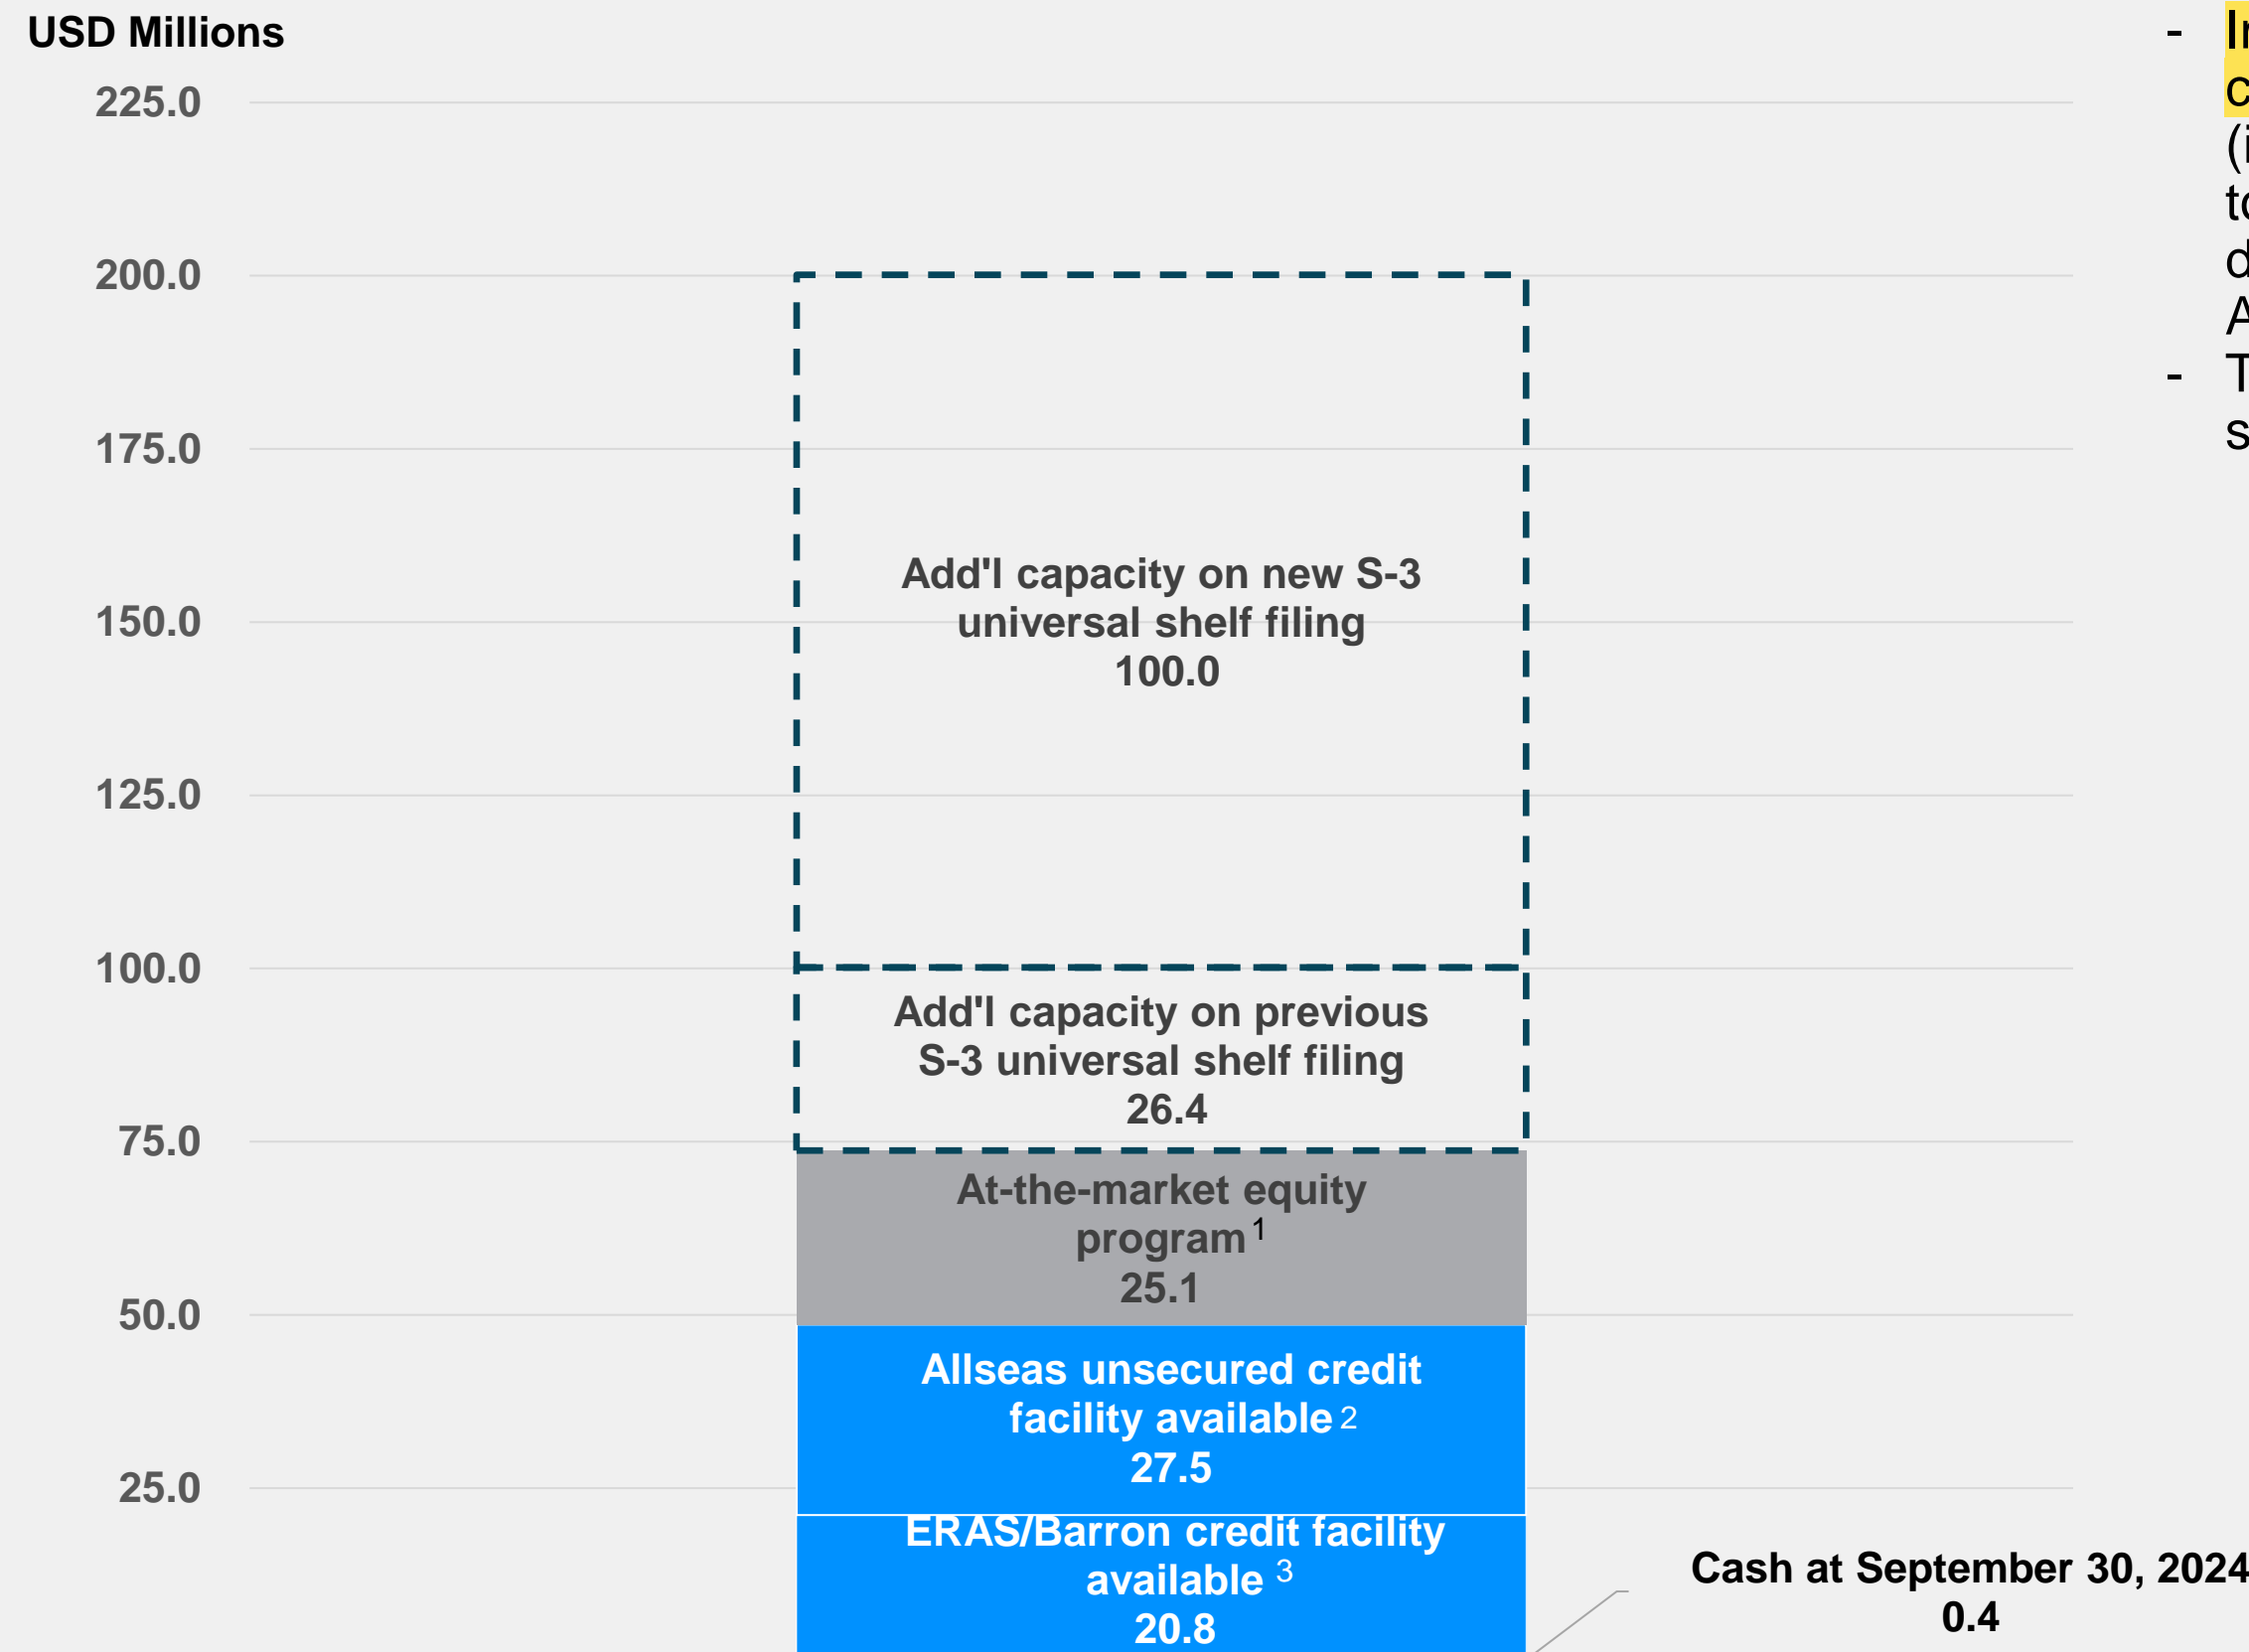 USD Millions
225.0
200.0
175.0
150.0
125.0
100.0
75.0
50.0
25.0
Add'l capacity on new S-3
universal shelf filing
100.0
Add'l capacity on previous
S-3 universal shelf filing
26.4
At-the-market equity
program 1
25.1
Allseas unsecured credit
facility available 2
27.5
ERAS/Barron credit facility
available 3
20.8
Cash at September 30, 2024
0.4
-
-